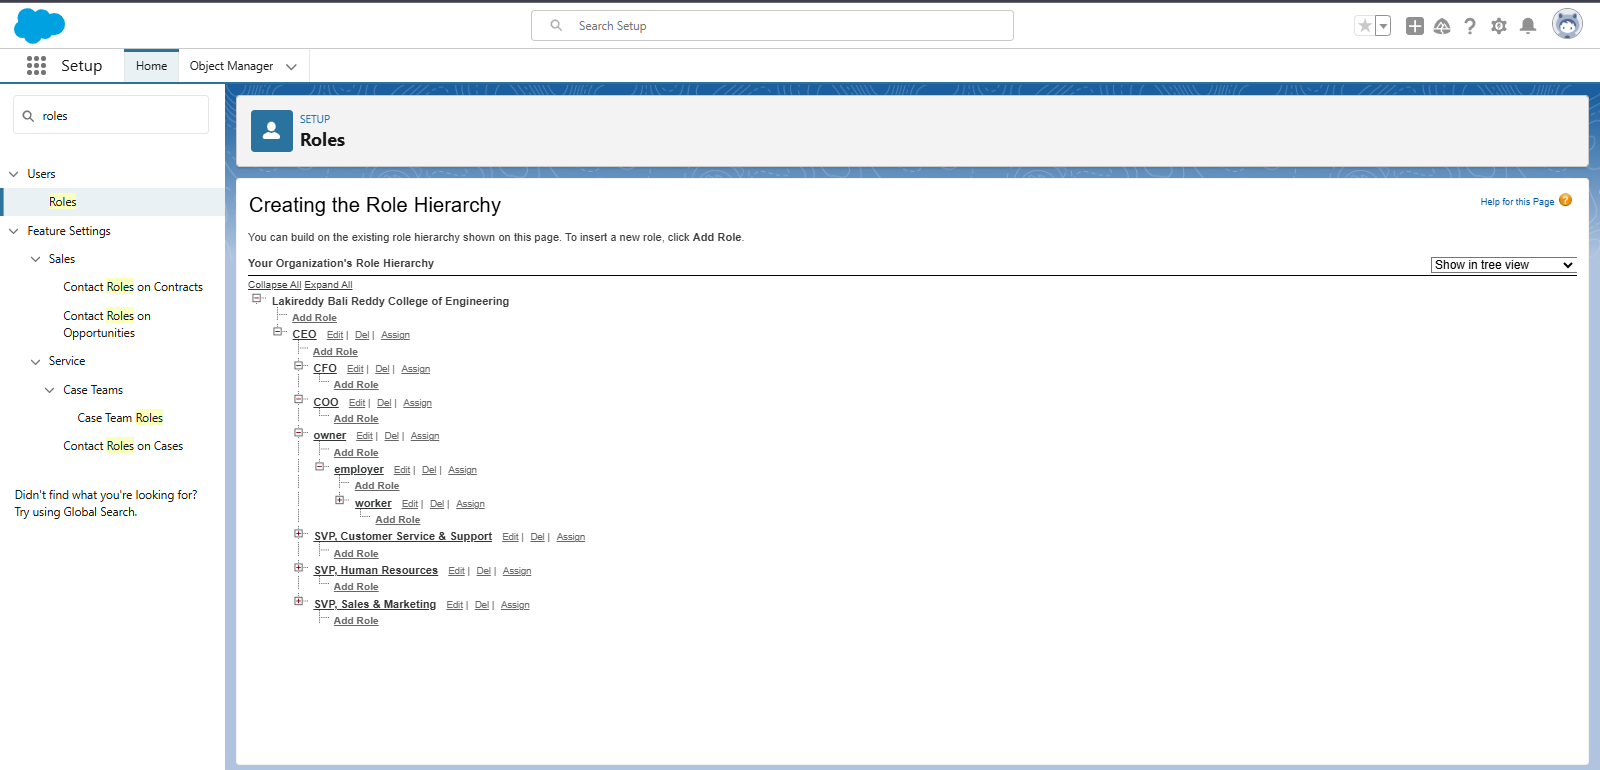 Search Setup
Setup
Home
Object Manager
roles
Users
Roles
Feature Settings
Sales
Contact Roles on Contracts
Contact Roles on
Opportunities
Service
Case Teams
Case Team Roles
Contact Roles on Cases
Didn't find what you're looking for?
Try using Global Search.
SETUP
Roles
Creating the Role Hierarchy
Help for this Page ?
You can build on the existing role hierarchy shown on this page. To insert a new role, click Add Role.
Your Organization's Role Hierarchy
Show in tree view
Collapse All Expand All
Lakireddy Bali Reddy College of Engineering
Add Role
CEO Edit | Del | Assign
Add Role
CFO Edit | Del | Assign
Add Role
COO Edit | Del | Assign
Add Role
owner Edit | Del | Assign
Add Role
employer Edit | Del | Assign
Add Role
worker Edit | Del | Assign
Add Role
SVP, Customer Service & Support Edit | Del | Assign
Add Role
SVP, Human Resources Edit | Del | Assign
Add Role
SVP, Sales & Marketing Edit | Del | Assign
Add Role